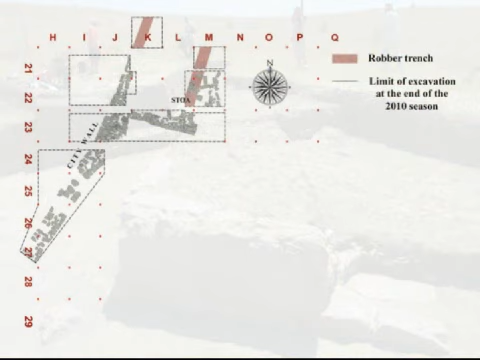 H I J K L M N O P Q
21
22
23
24
25
26
27
28
29
STOA
CITY WALL
N
Robber trench
Limit of excavation
at the end of the
2010 season